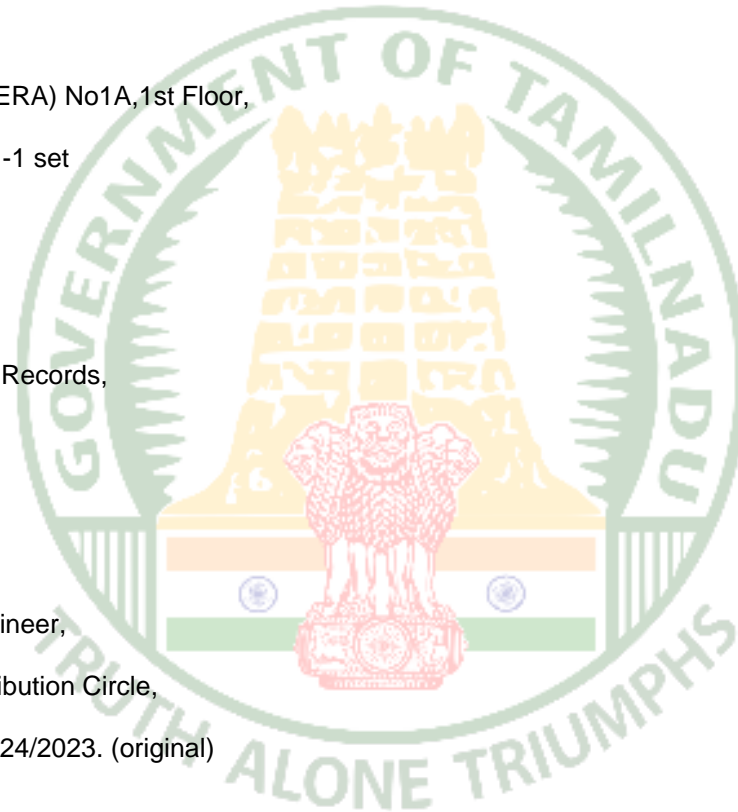 ERA) No1A,1st Floor,
-1 set
Records,
ineer,
ibution Circle,
24/2023. (original)
GOVERNMENT OF TAMILNADU
TRUTH ALONE TRIUMPHS